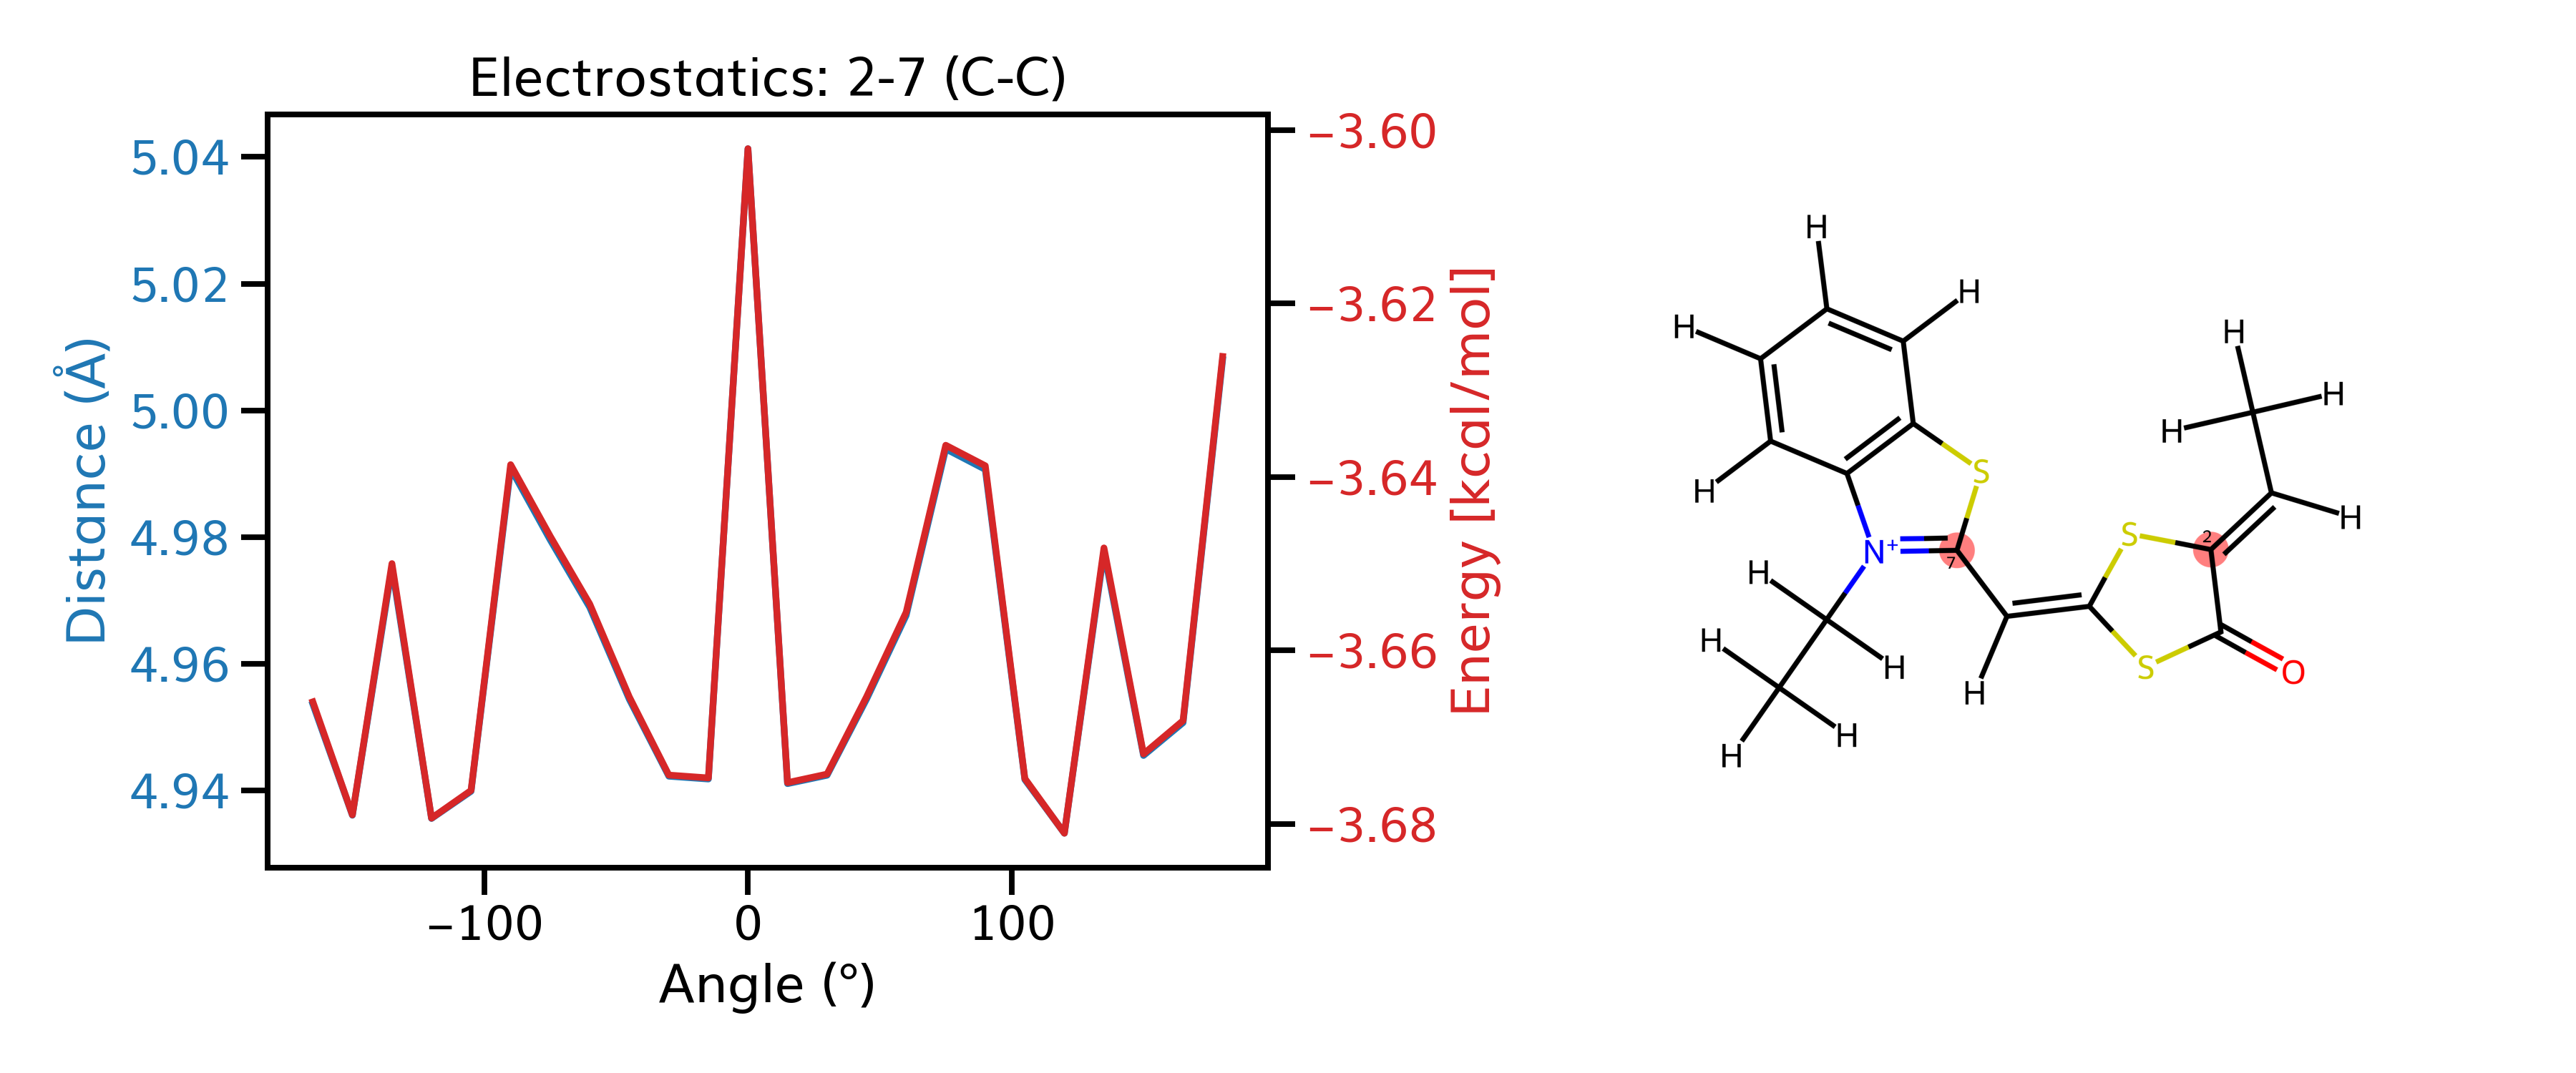 Electrostatics: 2-7 (C-C)
Distance (Å)
5.04
5.02
5.00
4.98
4.96
4.94
−3.60
−3.62
−3.64
−3.66
−3.68
Energy [kcal/mol]
−100 0 100
Angle (°)
H
H
H
H
H
H
H
S
H
H
S 2
N+
7
H
H
S
O
H
H
H
H